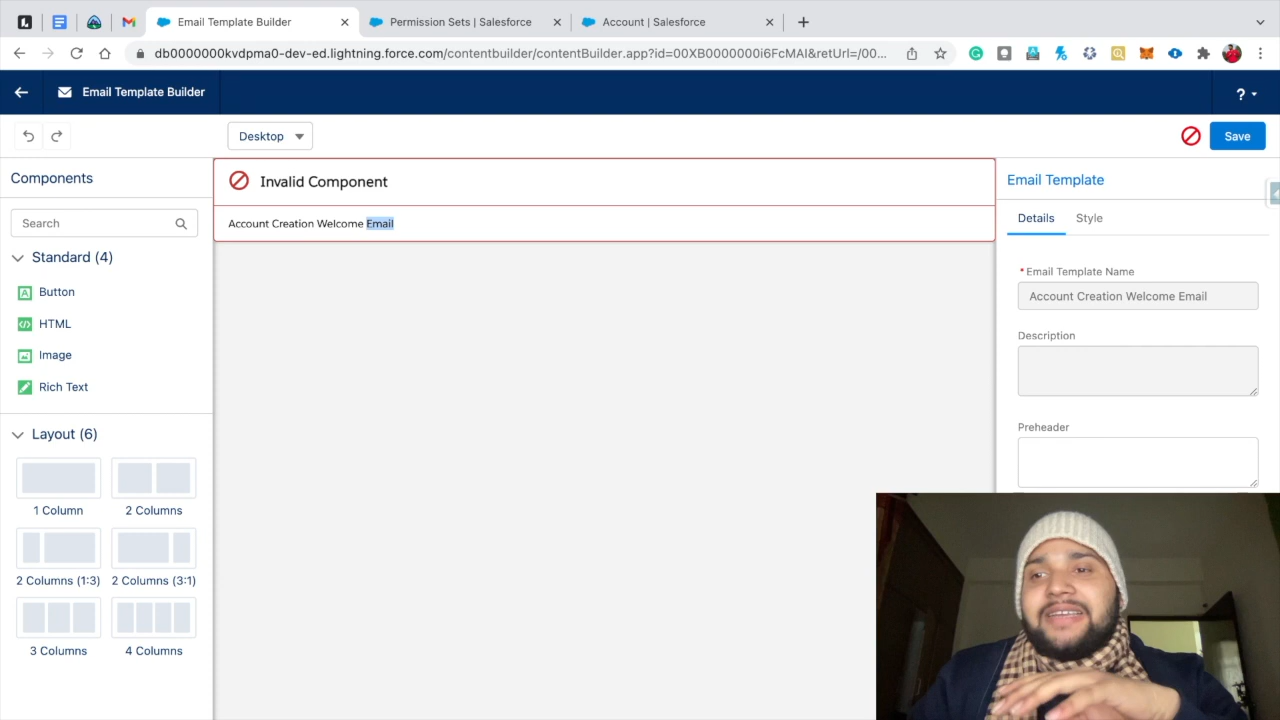 Email Template Builder
Permission Sets | Salesforce
Account | Salesforce
db0000000kvdpma0-dev-ed.lightning.force.com/contentbuilder/contentBuilder.app?id=00XB0000000i6FcMAI&retUrl=/00...
Email Template Builder
?
Desktop
Save
Components
Invalid Component
Email Template
Search
Account Creation Welcome Email
Details Style
Standard (4)
*Email Template Name
Button
Account Creation Welcome Email
HTML
Description
Image
Rich Text
Layout (6)
Preheader
1 Column
2 Columns
2 Columns (1:3)
2 Columns (3:1)
3 Columns
4 Columns